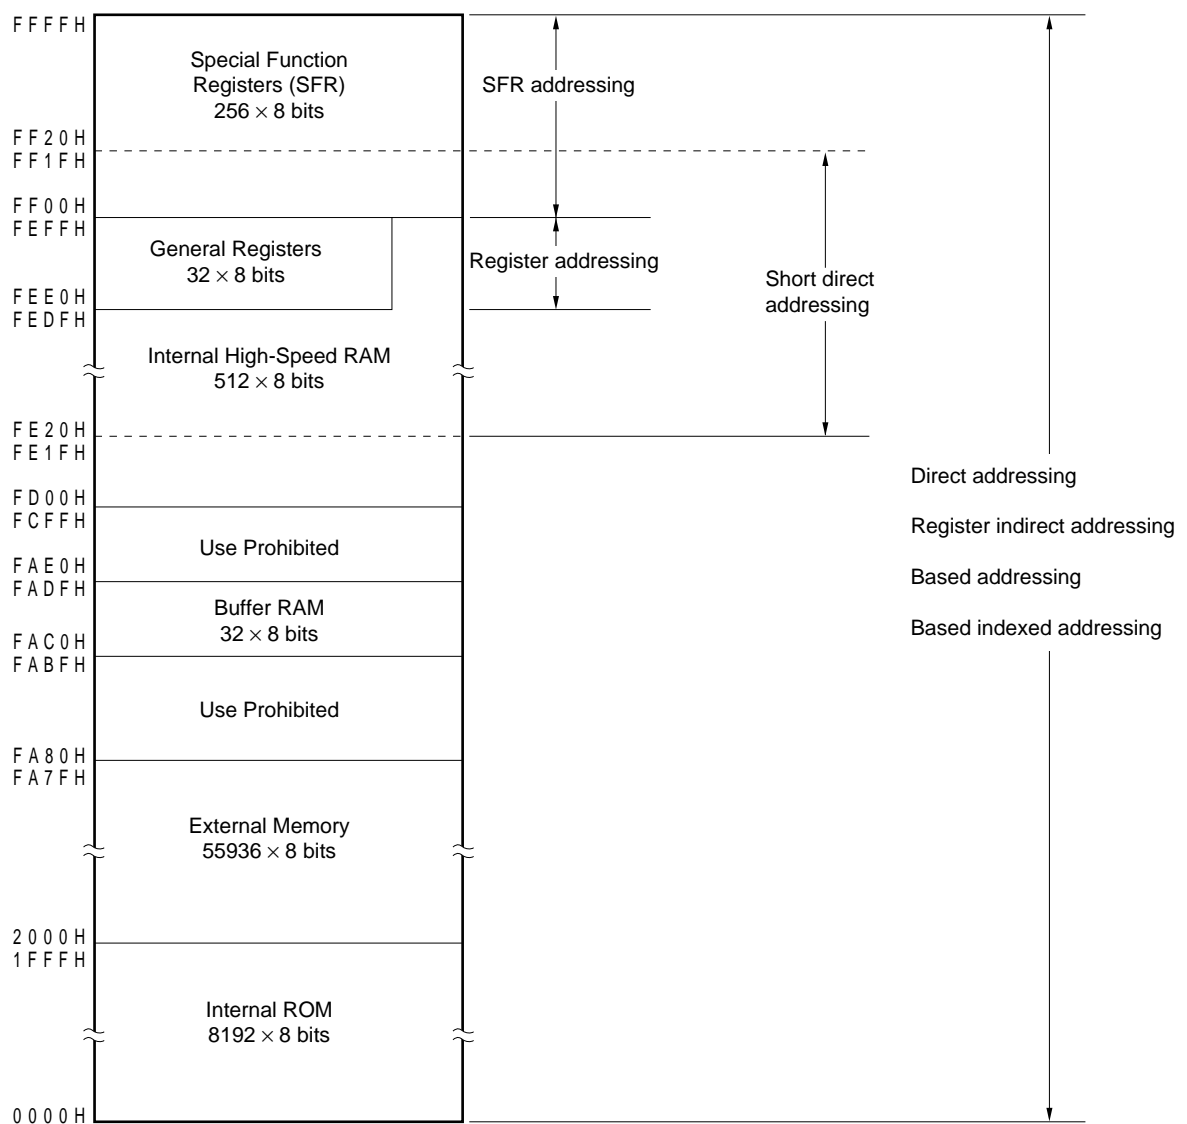 FFFFH
Special Function
Registers (SFR)
256 × 8 bits
SFR addressing
FF20H
FF1FH
FF00H
FEFFH
General Registers
32 × 8 bits
Register addressing
Short direct
addressing
FEE0H
FEDFH
Internal High-Speed RAM
512 × 8 bits
FE20H
FE1FH
Direct addressing
Register indirect addressing
Based addressing
Based indexed addressing
FD00H
FCFFH
Use Prohibited
FAE0H
FADFH
Buffer RAM
32 × 8 bits
FAC0H
FABFH
Use Prohibited
FA80H
FA7FH
External Memory
55936 × 8 bits
2000H
1FFFH
Internal ROM
8192 × 8 bits
0000H